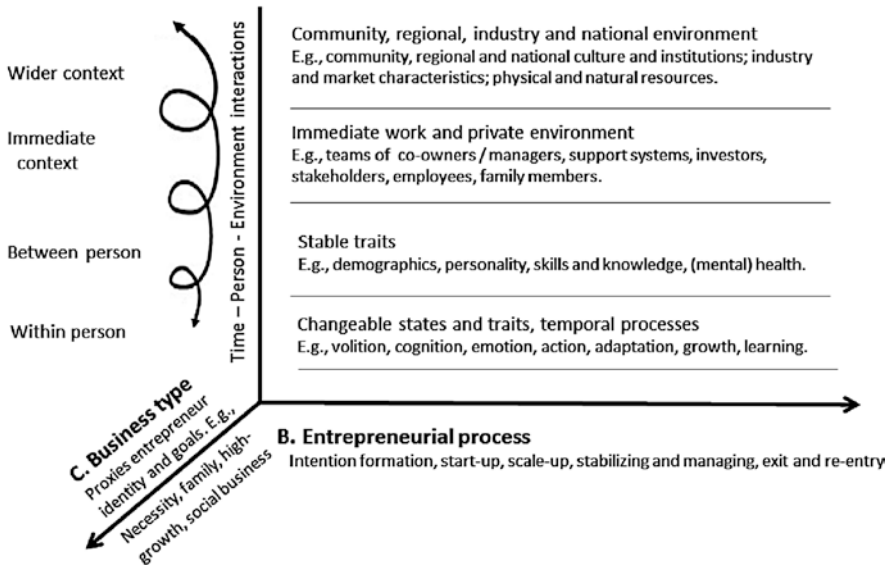 Wider context
Immediate
context
Between person
Within person
Time – Person - Environment interactions
Community, regional, industry and national environment
E.g., community, regional and national culture and institutions; industry
and market characteristics; physical and natural resources.
Immediate work and private environment
E.g., teams of co-owners / managers, support systems, investors,
stakeholders, employees, family members.
Stable traits
E.g., demographics, personality, skills and knowledge, (mental) health.
Changeable states and traits, temporal processes
E.g., volition, cognition, emotion, action, adaptation, growth, learning.
B. Entrepreneurial process
Intention formation, start-up, scale-up, stabilizing and managing, exit and re-entry
C. Business type
Proxies entrepreneur
identity and goals. E.g.,
Necessity, family, high-
growth, social business